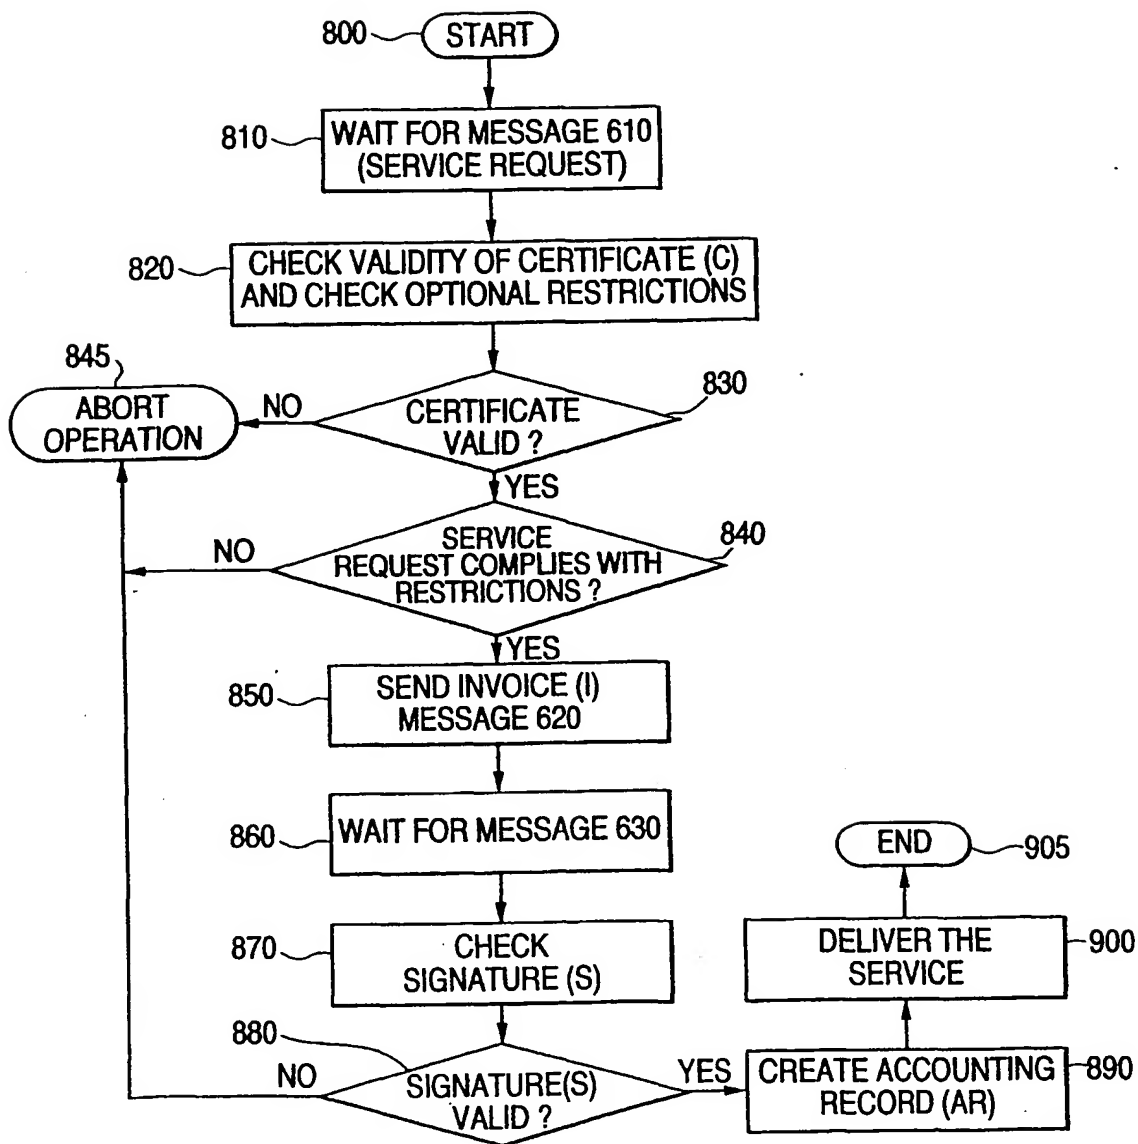 800
START
810
WAIT FOR MESSAGE 610
(SERVICE REQUEST)
820
CHECK VALIDITY OF CERTIFICATE (C)
AND CHECK OPTIONAL RESTRICTIONS
845
ABORT
OPERATION
NO
CERTIFICATE
VALID ?
830
YES
NO
SERVICE
REQUEST COMPLIES WITH
RESTRICTIONS ?
840
YES
850
SEND INVOICE (I)
MESSAGE 620
860
WAIT FOR MESSAGE 630
END
905
870
CHECK
SIGNATURE (S)
DELIVER THE
SERVICE
900
880
NO
SIGNATURE(S)
VALID ?
YES
CREATE ACCOUNTING
RECORD (AR)
890